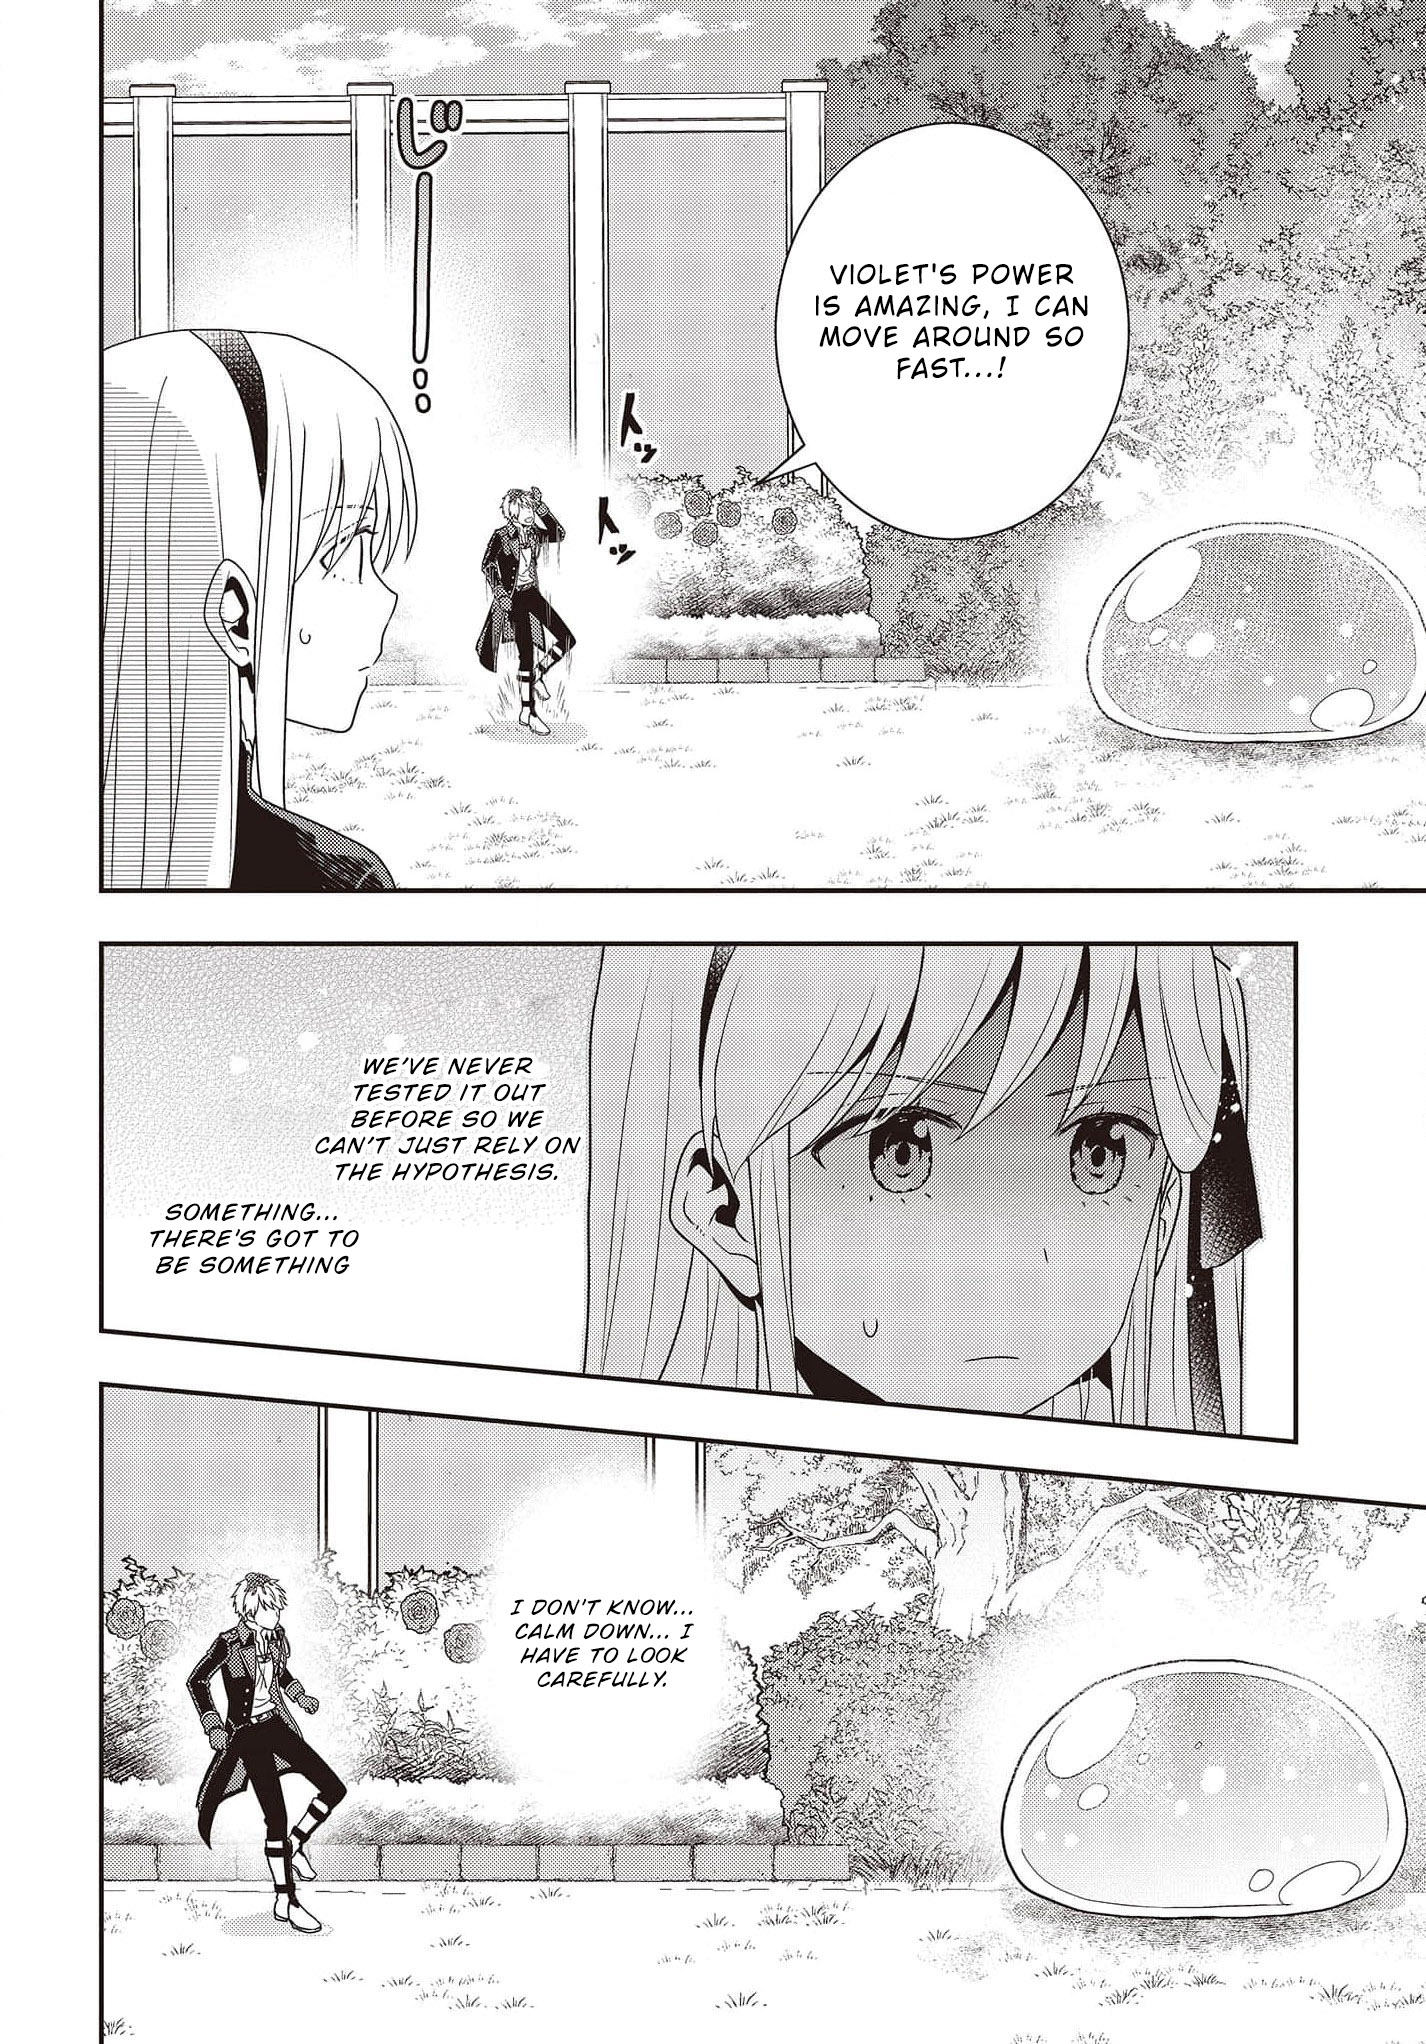 VIOLET'S POWER
IS AMAZING, I CAN
MOVE AROUND SO
FAST...!
トッ
トッ
じー...
WE'VE NEVER
TESTED IT OUT
BEFORE SO WE
CAN'T JUST RELY ON
THE HYPOTHESIS.
SOMETHING...
THERE'S GOT TO
BE SOMETHING
I DON'T KNOW...
CALM DOWN... I
HAVE TO LOOK
CAREFULLY.